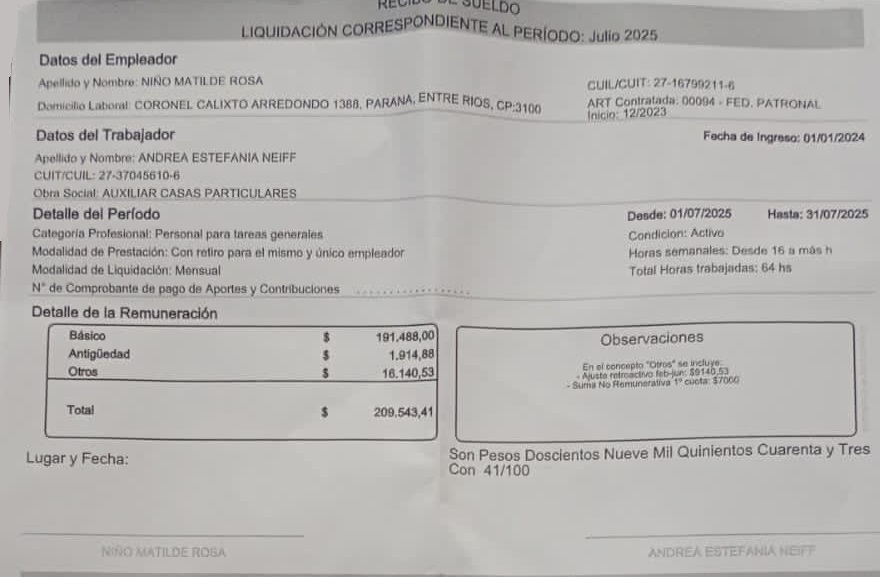 RECIBO DE SUELDO
LIQUIDACIÓN CORRESPONDIENTE AL PERÍODO: Julio 2025
Datos del Empleador
Apellido y Nombre: NIÑO MATILDE ROSA
CUIL/CUIT: 27-16799211-6
Domicilio Laboral: CORONEL CALIXTO ARREDONDO 1388, PARANA, ENTRE RIOS, CP:3100
ART Contratada: 00094 - FED. PATRONAL
Inicio: 12/2023
Datos del Trabajador
Fecha de Ingreso: 01/01/2024
Apellido y Nombre: ANDREA ESTEFANIA NEIFF
CUIT/CUIL: 27-37045610-6
Obra Social: AUXILIAR CASAS PARTICULARES
Detalle del Período
Desde: 01/07/2025 Hasta: 31/07/2025
Categoría Profesional: Personal para tareas generales
Condicion: Activo
Modalidad de Prestación: Con retiro para el mismo y único empleador
Horas semanales: Desde 16 a más h
Modalidad de Liquidación: Mensual
Total Horas trabajadas: 64 hs
N° de Comprobante de pago de Aportes y Contribuciones ..................
Detalle de la Remuneración
Básico $ 191.488,00
Antigüedad $ 1.914,88
Otros $ 16.140,53
Total $ 209.543,41
Observaciones
En el concepto "Otros" se incluye:
- Ajuste retroactivo feb-jun: $9140,53
- Suma No Remunerativa 1° cuota: $7000
Lugar y Fecha:
Son Pesos Doscientos Nueve Mil Quinientos Cuarenta y Tres
Con 41/100
NIÑO MATILDE ROSA
ANDREA ESTEFANIA NEIFF